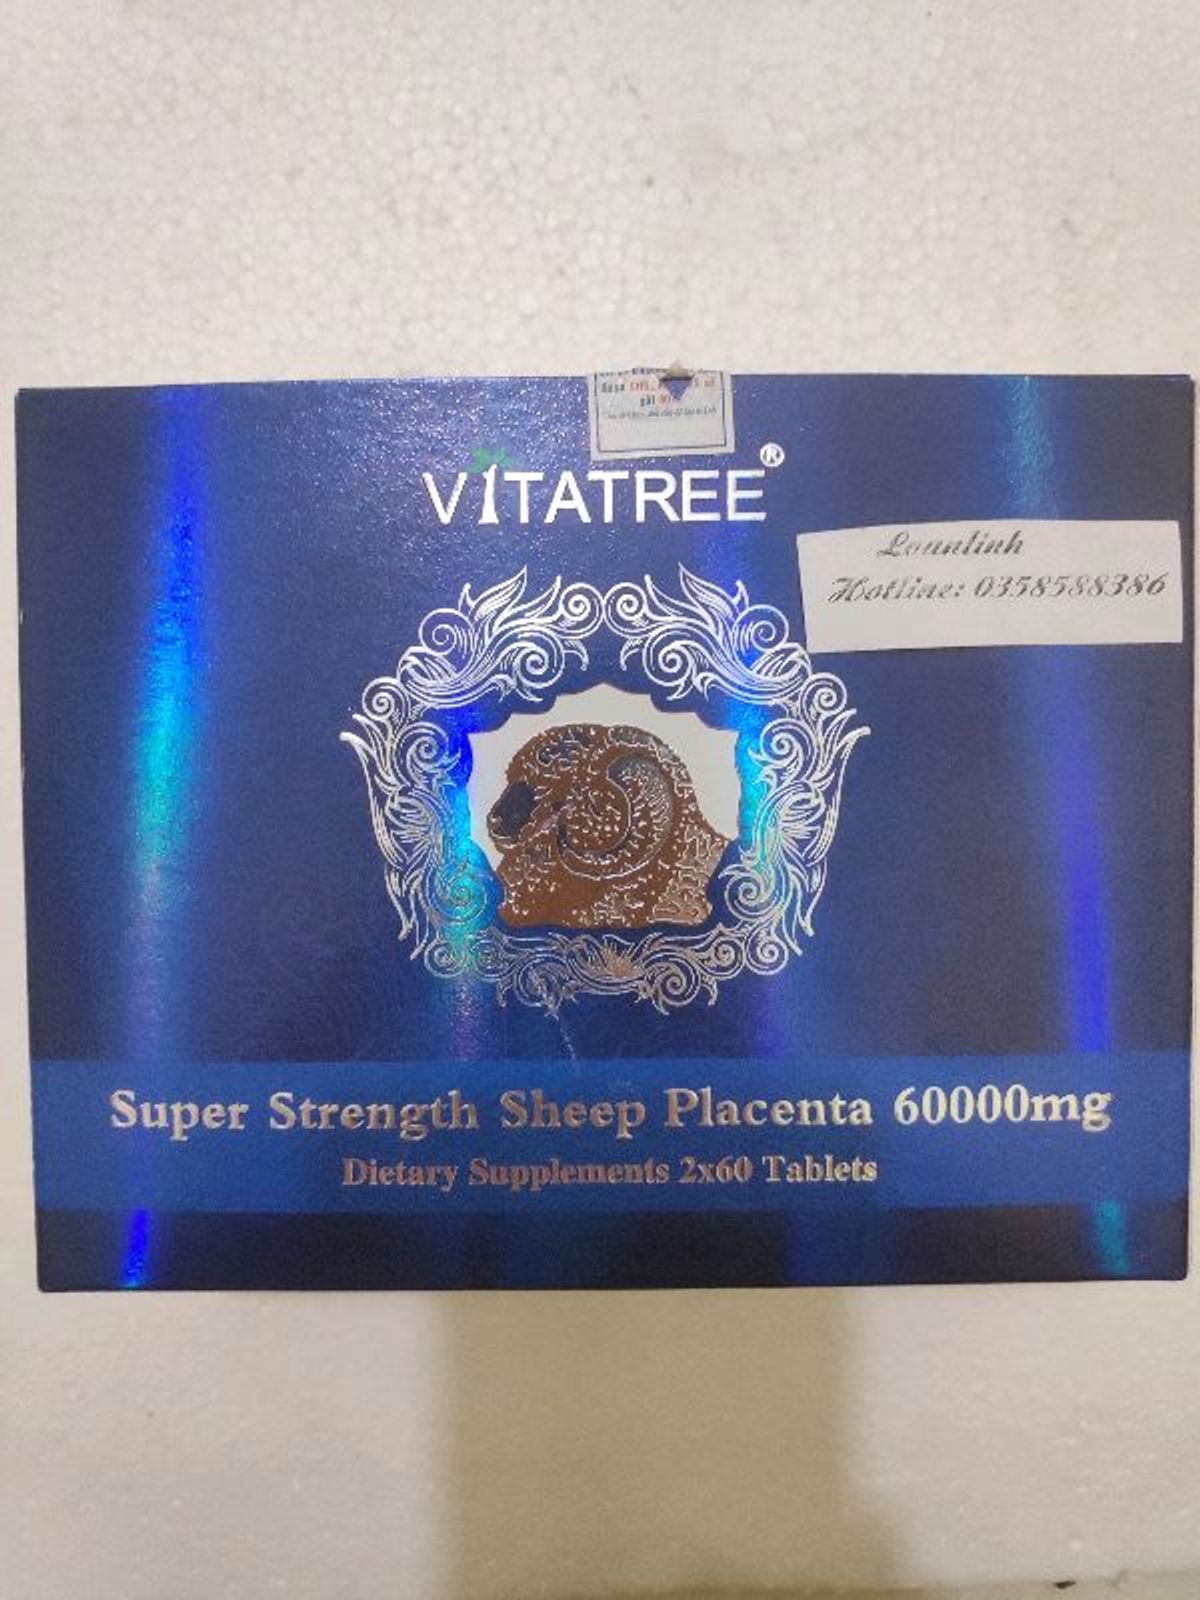 VITATREE®
Loanlinh
Hotline: 0358588386
Super Strength Sheep Placenta 60000mg
Dietary Supplements 2x60 Tablets